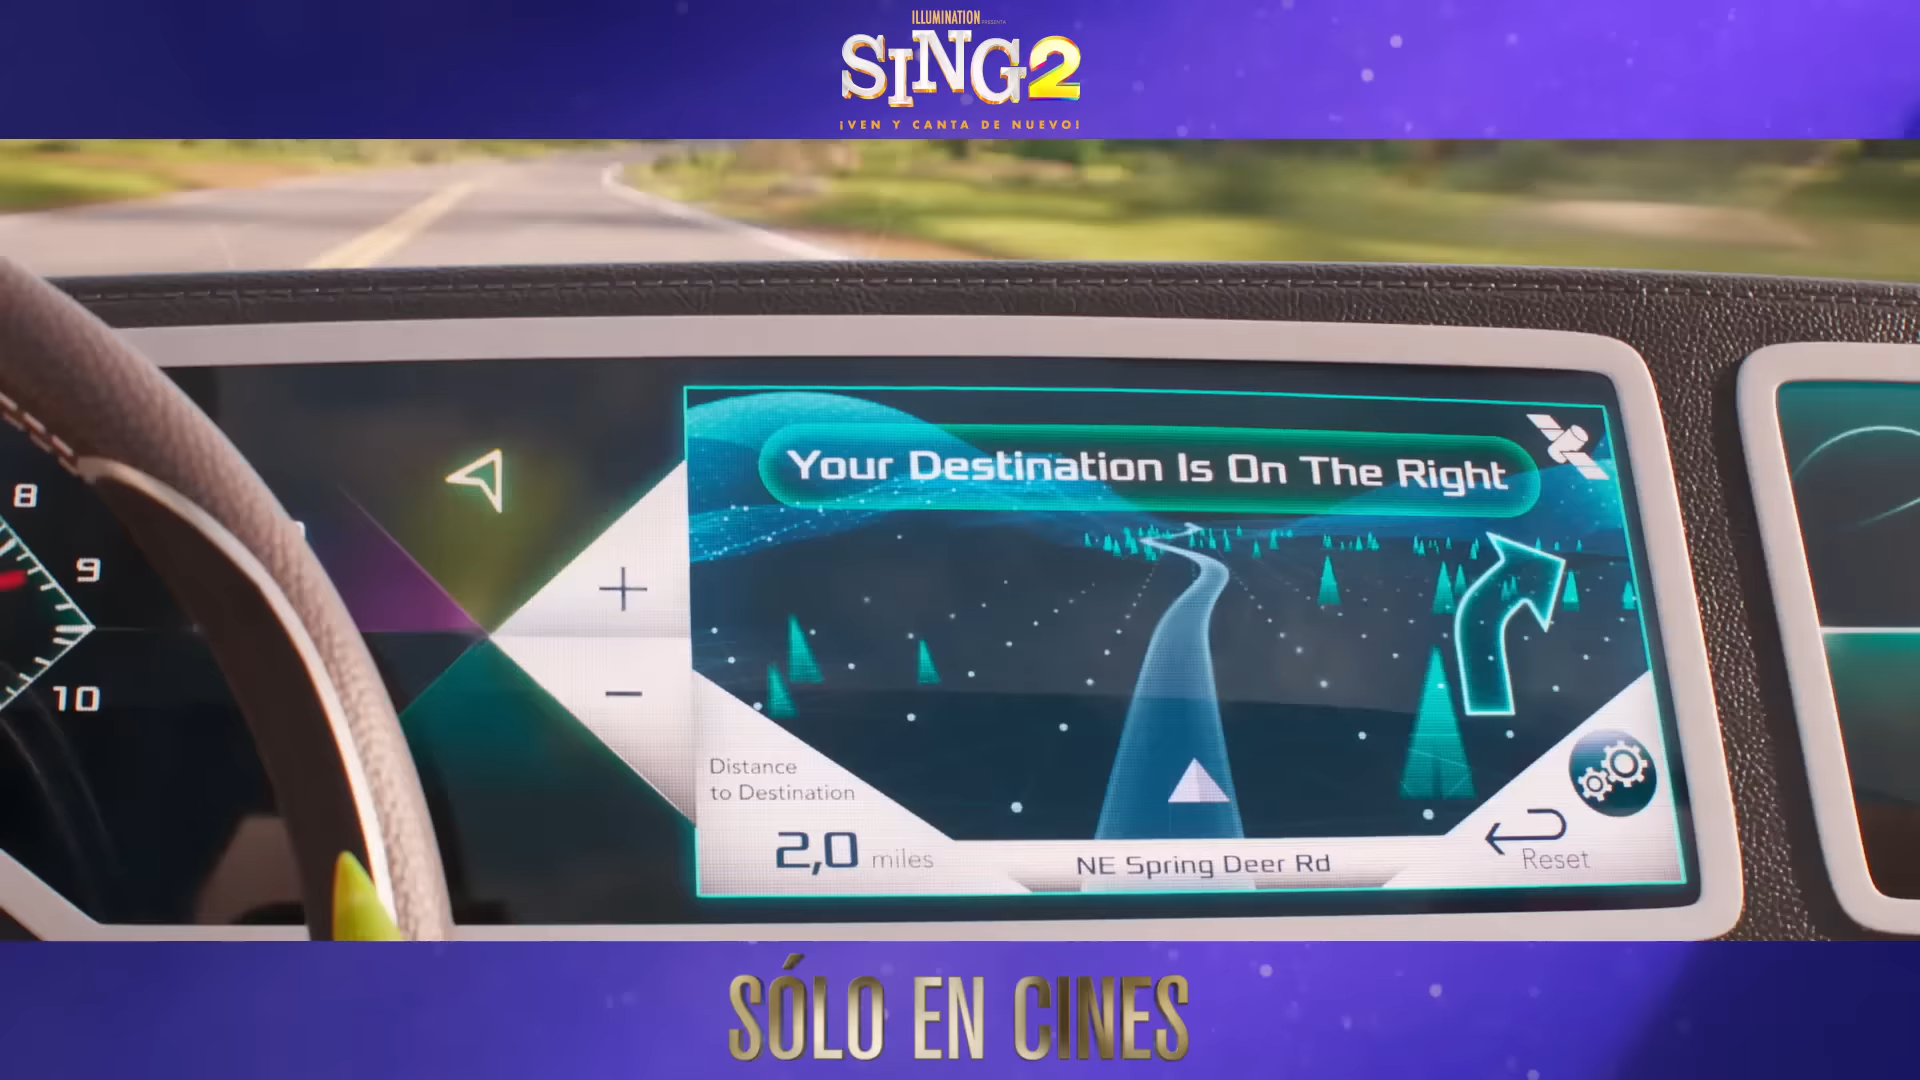 ILLUMINATION PRESENTA
SING2
¡VEN Y CANTA DE NUEVO!
Your Destination Is On The Right
8
9
10
+
−
Distance
to Destination
2,0 miles
NE Spring Deer Rd
Reset
SÓLO EN CINES